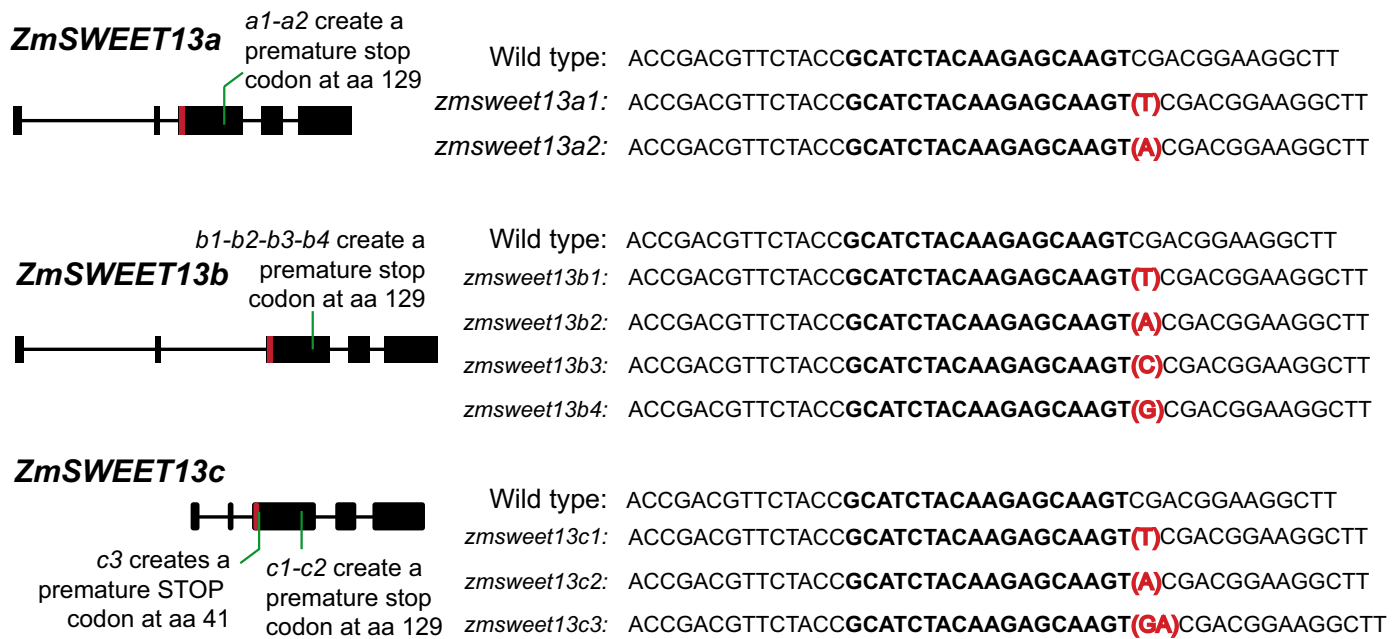 ZmSWEET13a
a1-a2 create a
premature stop
codon at aa 129
Wild type: ACCGACGTTCTACCGCATCTACAAGAGCAAGTCGACGGAAGGCTT
zmsweet13a1: ACCGACGTTCTACCGCATCTACAAGAGCAAGT(T)CGACGGAAGGCTT
zmsweet13a2: ACCGACGTTCTACCGCATCTACAAGAGCAAGT(A)CGACGGAAGGCTT
ZmSWEET13b
b1-b2-b3-b4 create a
premature stop
codon at aa 129
Wild type: ACCGACGTTCTACCGCATCTACAAGAGCAAGTCGACGGAAGGCTT
zmsweet13b1: ACCGACGTTCTACCGCATCTACAAGAGCAAGT(T)CGACGGAAGGCTT
zmsweet13b2: ACCGACGTTCTACCGCATCTACAAGAGCAAGT(A)CGACGGAAGGCTT
zmsweet13b3: ACCGACGTTCTACCGCATCTACAAGAGCAAGT(C)CGACGGAAGGCTT
zmsweet13b4: ACCGACGTTCTACCGCATCTACAAGAGCAAGT(G)CGACGGAAGGCTT
ZmSWEET13c
c3 creates a
premature STOP
codon at aa 41
c1-c2 create a
premature stop
codon at aa 129
Wild type: ACCGACGTTCTACCGCATCTACAAGAGCAAGTCGACGGAAGGCTT
zmsweet13c1: ACCGACGTTCTACCGCATCTACAAGAGCAAGT(T)CGACGGAAGGCTT
zmsweet13c2: ACCGACGTTCTACCGCATCTACAAGAGCAAGT(A)CGACGGAAGGCTT
zmsweet13c3: ACCGACGTTCTACCGCATCTACAAGAGCAAGT(GA)CGACGGAAGGCTT